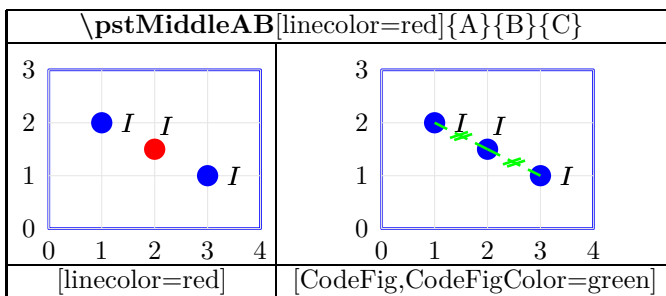 \pstMiddleAB[linecolor=red]{A}{B}{C}
3
2 I I
1 I
0
0 1 2 3 4
3
2 I I
1 I
0
0 1 2 3 4
[linecolor=red] [CodeFig,CodeFigColor=green]